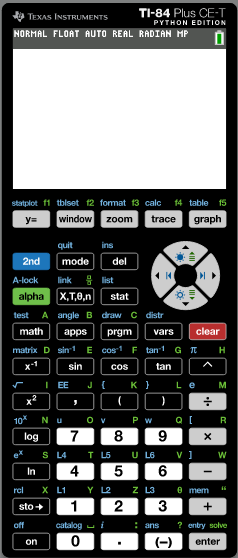 TEXAS INSTRUMENTS TI-84 Plus CE-T
PYTHON EDITION
NORMAL FLOAT AUTO REAL RADIAN MP
statplot f1 tblset f2 format f3 calc f4 table f5
y= window zoom trace graph
quit ins
2nd mode del
A-lock link list
alpha X,T,θ,n stat
test A angle B draw C distr
math apps prgm vars clear
matrix D sin⁻¹ E cos⁻¹ F tan⁻¹ G π H
x⁻¹ sin cos tan ^
√ I EE J { K } L e M
x² , ( ) ÷
10ˣ N u O v P w Q [ R
log 7 8 9 ×
eˣ S L4 T L5 U L6 V ] W
ln 4 5 6 −
rcl X L1 Y L2 Z L3 θ mem "
sto→ 1 2 3 +
off catalog ⎵ i : ans ? entry solve
on 0 . (−) enter